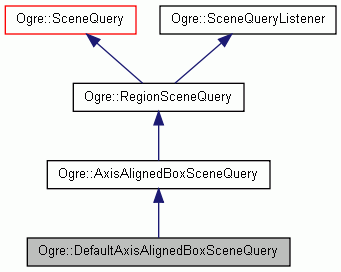 Ogre::SceneQuery
Ogre::SceneQueryListener
Ogre::RegionSceneQuery
Ogre::AxisAlignedBoxSceneQuery
Ogre::DefaultAxisAlignedBoxSceneQuery